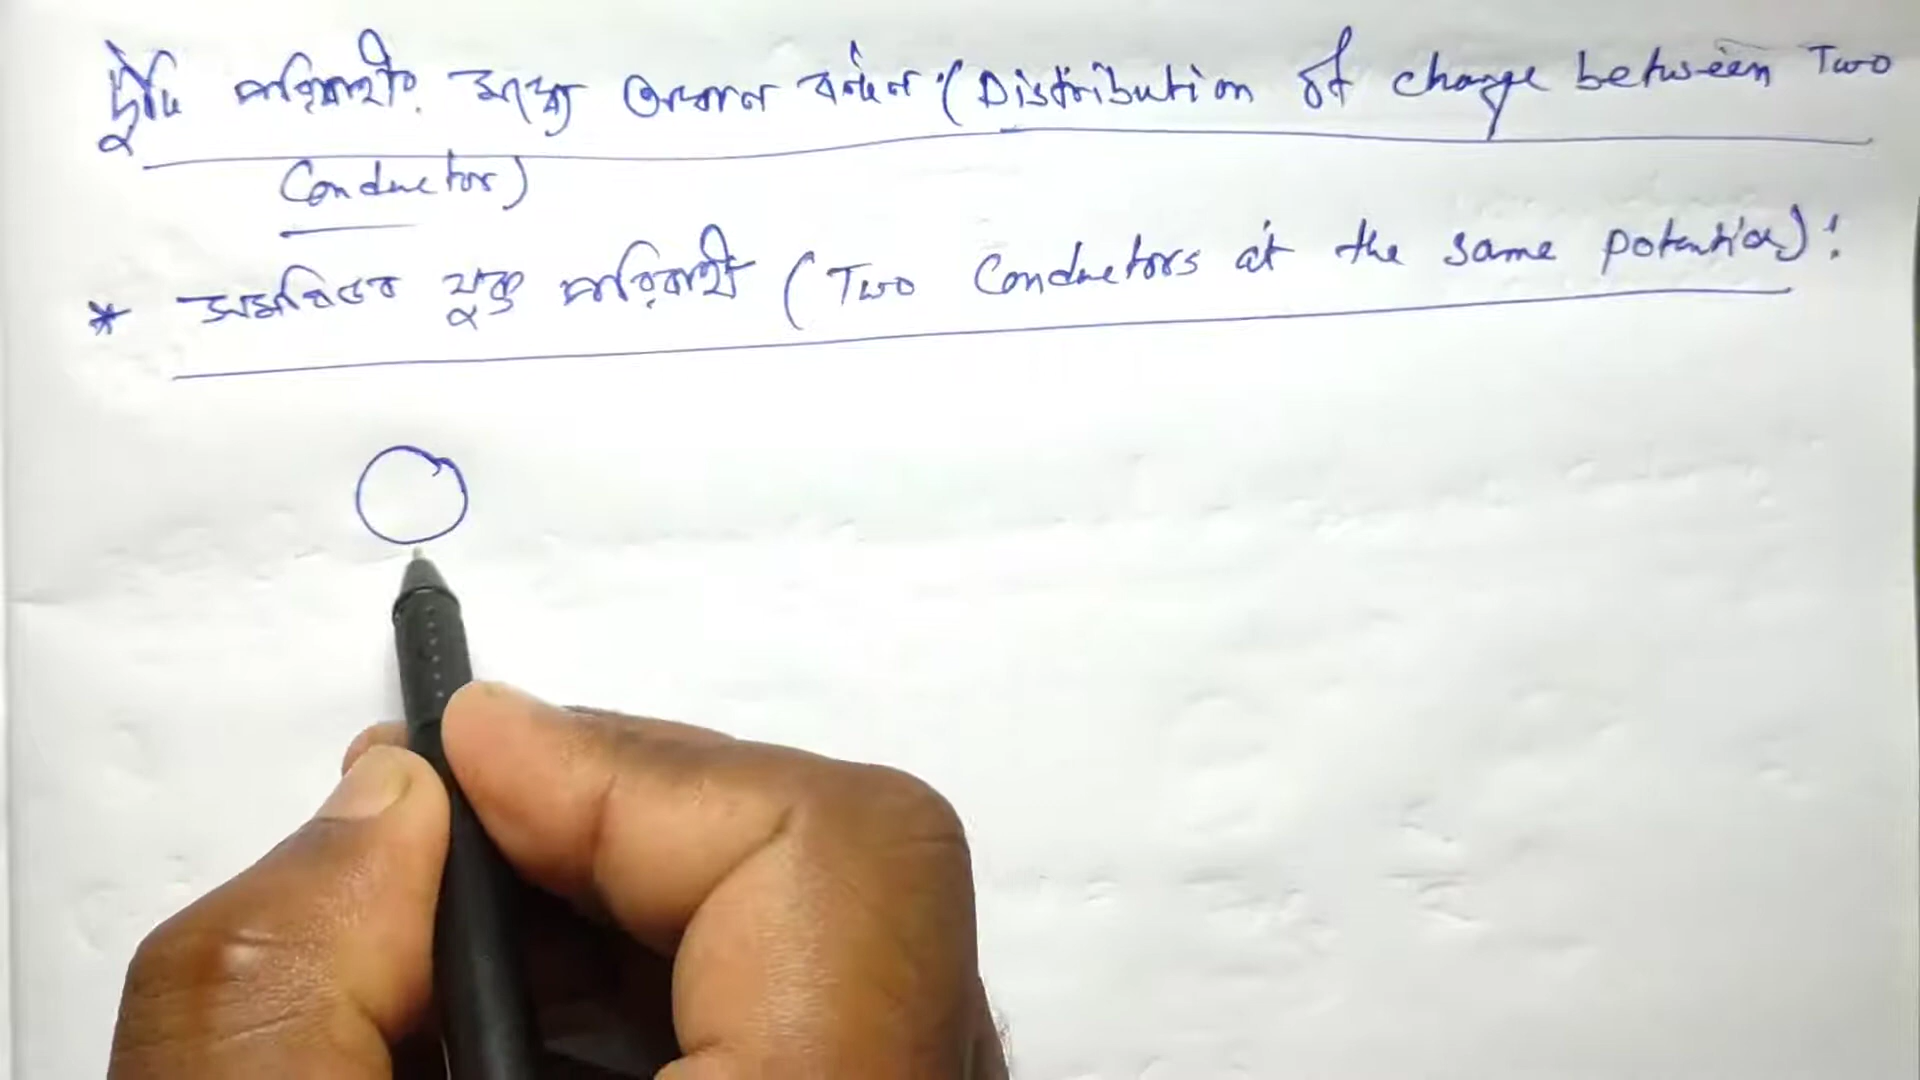 দুটি পরিবাহীর মধ্যে আধান বন্টন (Distribution of charge between Two
Conductor)
* সমবিভব যুক্ত পরিবাহী (Two Conductors at the same potential):